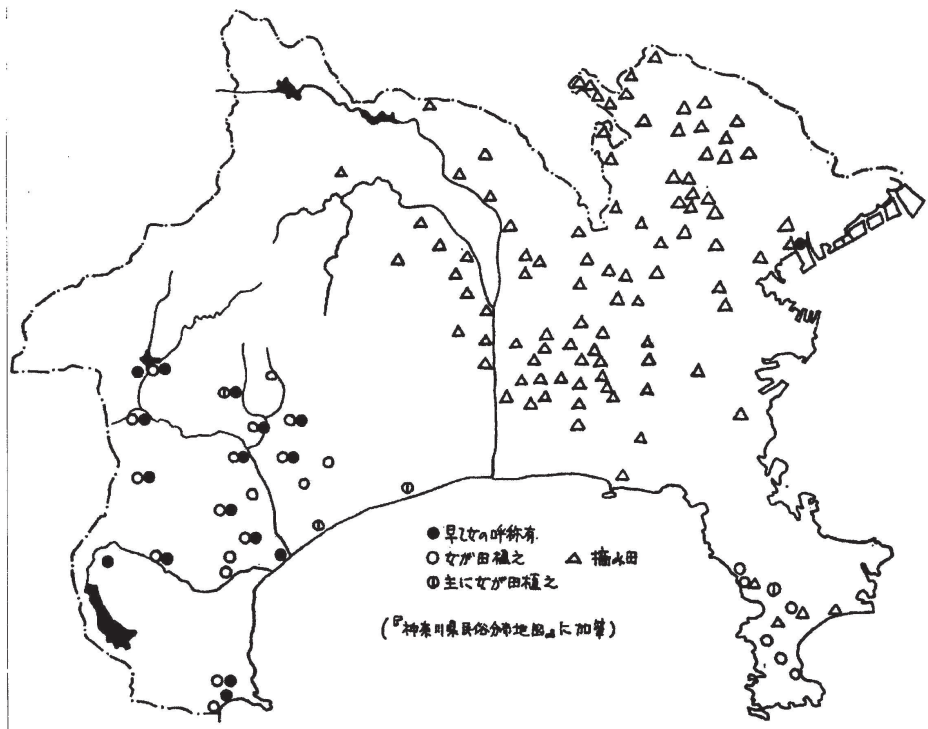 ● 早乙女の呼称有
○ 女が田植え △ 摘み田
⦶ 主に女が田植え
(『神奈川県民俗分布地図』に加筆)